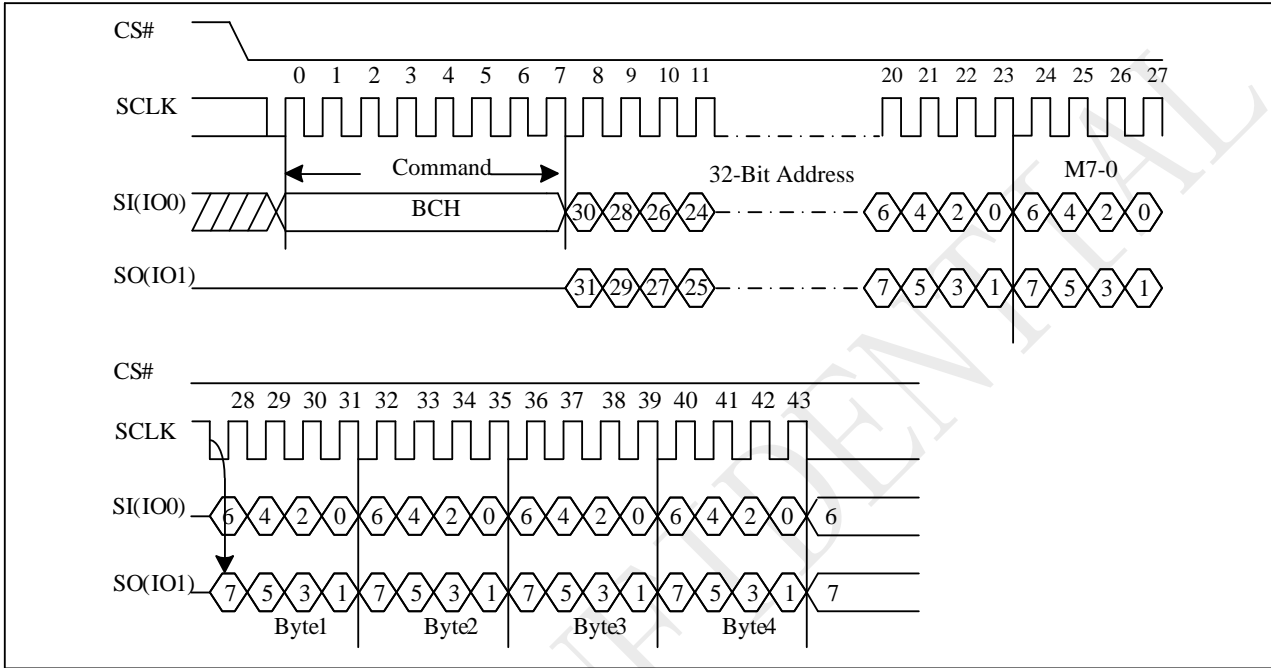 CS#
0 1 2 3 4 5 6 7 8 9 10 11 20 21 22 23 24 25 26 27
SCLK
Command 32-Bit Address M7-0
SI(IO0) BCH 30 28 26 24 6 4 2 0 6 4 2 0
SO(IO1) 31 29 27 25 7 5 3 1 7 5 3 1
CS#
28 29 30 31 32 33 34 35 36 37 38 39 40 41 42 43
SCLK
SI(IO0) 6 4 2 0 6 4 2 0 6 4 2 0 6 4 2 0 6
SO(IO1) 7 5 3 1 7 5 3 1 7 5 3 1 7 5 3 1 7
Byte1 Byte2 Byte3 Byte4